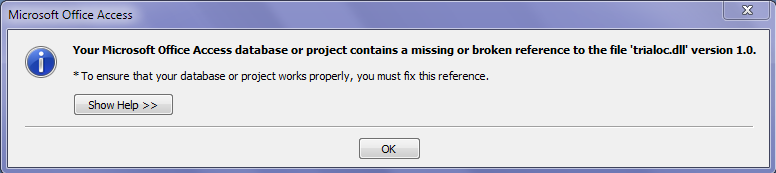 Microsoft Office Access
Your Microsoft Office Access database or project contains a missing or broken reference to the file 'trialoc.dll' version 1.0.
* To ensure that your database or project works properly, you must fix this reference.
Show Help >>
OK